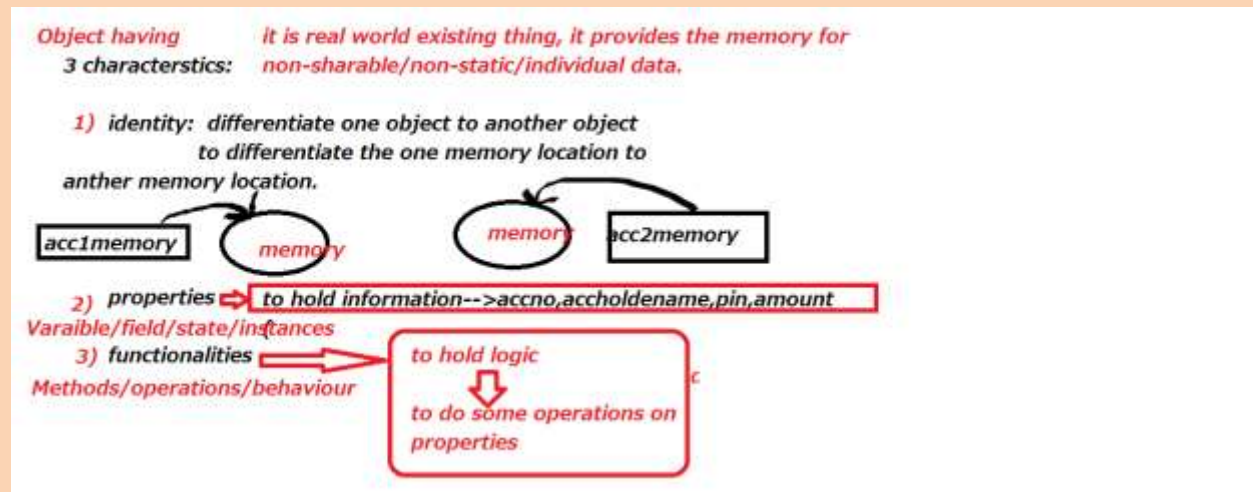 Object having it is real world existing thing, it provides the memory for
3 characterstics: non-sharable/non-static/individual data.
1) identity: differentiate one object to another object
to differentiate the one memory location to
anther memory location.
acc1memory memory memory acc2memory
2) properties to hold information-->accno,accholdename,pin,amount
Varaible/field/state/instances
3) functionalities to hold logic
Methods/operations/behaviour c
to do some operations on
properties